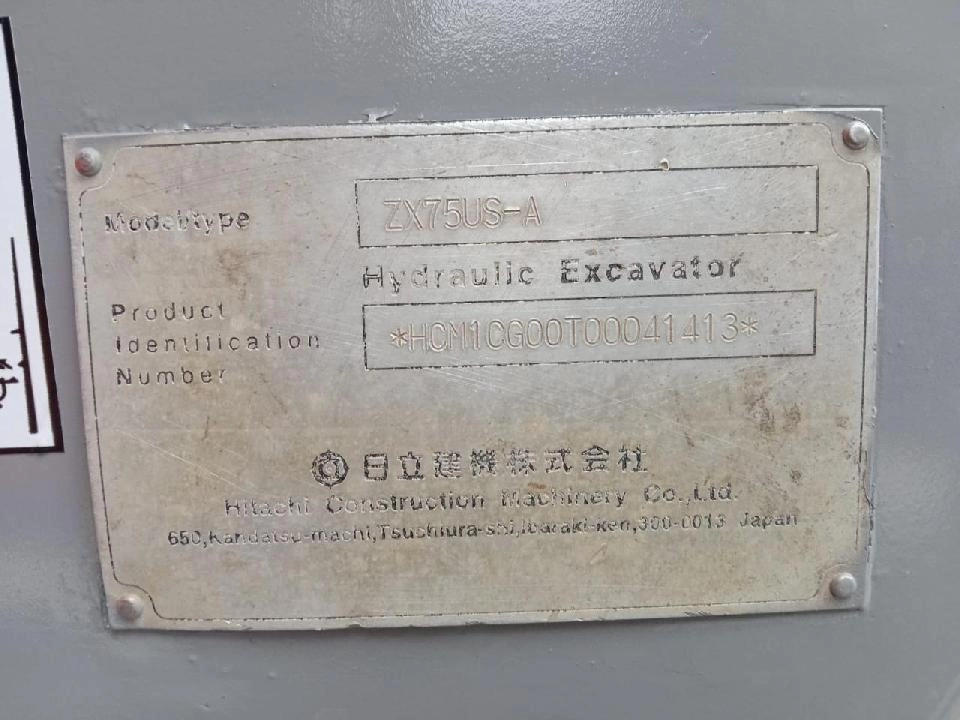 Model/type
ZX75US-A
Hydraulic Excavator
Product
Identification
Number
*HCM1CG00T00041413*
日立建機株式会社
Hitachi Construction Machinery Co.,Ltd.
650,Kandatsu-machi,Tsuchiura-shi,Ibaraki-ken,300-0013 Japan